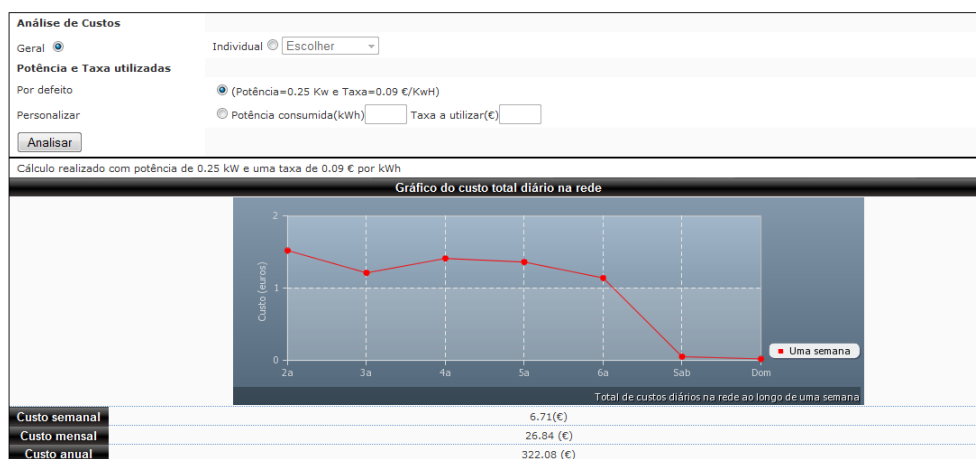 Análise de Custos
Geral Individual Escolher
Potência e Taxa utilizadas
Por defeito (Potência=0.25 Kw e Taxa=0.09 €/KwH)
Personalizar Potência consumida(kWh) Taxa a utilizar(€)
Analisar
Cálculo realizado com potência de 0.25 kW e uma taxa de 0.09 € por kWh
Gráfico do custo total diário na rede
2
1
0
Custo (euros)
2a 3a 4a 5a 6a Sab Dom
Uma semana
Total de custos diários na rede ao longo de uma semana
Custo semanal 6.71(€)
Custo mensal 26.84 (€)
Custo anual 322.08 (€)